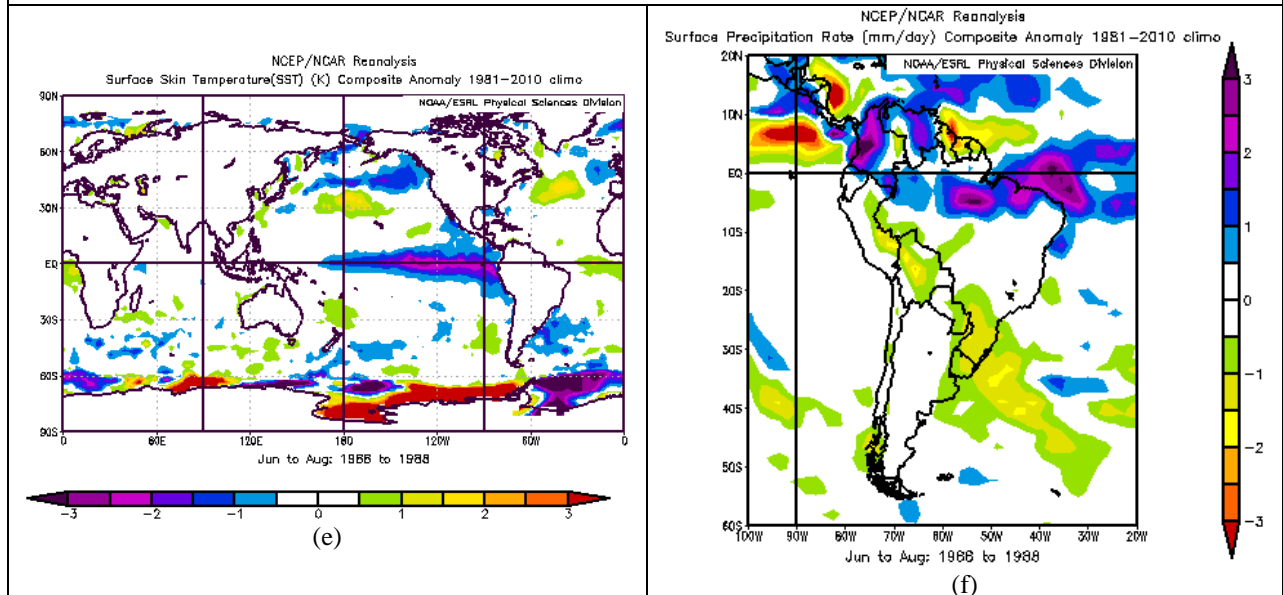 NCEP/NCAR Reanalysis
Surface Skin Temperature(SST) (K) Composite Anomaly 1981-2010 climo
NOAA/ESRL Physical Sciences Division
90N
60N
30N
EQ
30S
60S
90S
0
60E
120E
180
120W
60W
0
Jun to Aug: 1988 to 1988
-3
-2
-1
0
1
2
3
(e)
NCEP/NCAR Reanalysis
Surface Precipitation Rate (mm/day) Composite Anomaly 1981-2010 climo
NOAA/ESRL Physical Sciences Division
20N
10N
EQ
10S
20S
30S
40S
50S
60S
100W
90W
80W
70W
60W
50W
40W
30W
20W
Jun to Aug: 1988 to 1988
3
2
1
0
-1
-2
-3
(f)